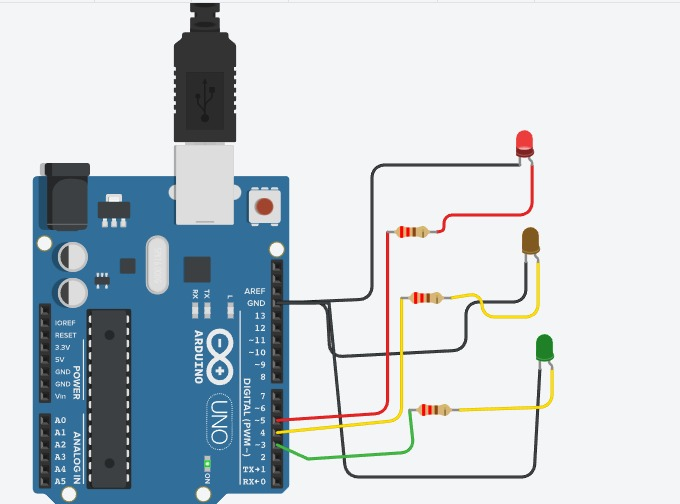 AREF
GND
13
12
~11
~10
~9
8
7
~6
~5
4
~3
2
TX→1
RX←0
DIGITAL (PWM~)
RX
TX
L
ARDUINO
UNO
ON
IOREF
RESET
3.3V
5V
GND
GND
Vin
POWER
A0
A1
A2
A3
A4
A5
ANALOG IN